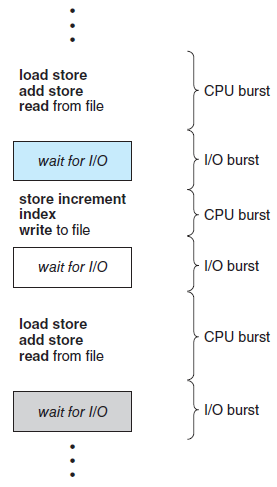 load store
add store
read from file
CPU burst
wait for I/O
I/O burst
store increment
index
write to file
CPU burst
wait for I/O
I/O burst
load store
add store
read from file
CPU burst
wait for I/O
I/O burst